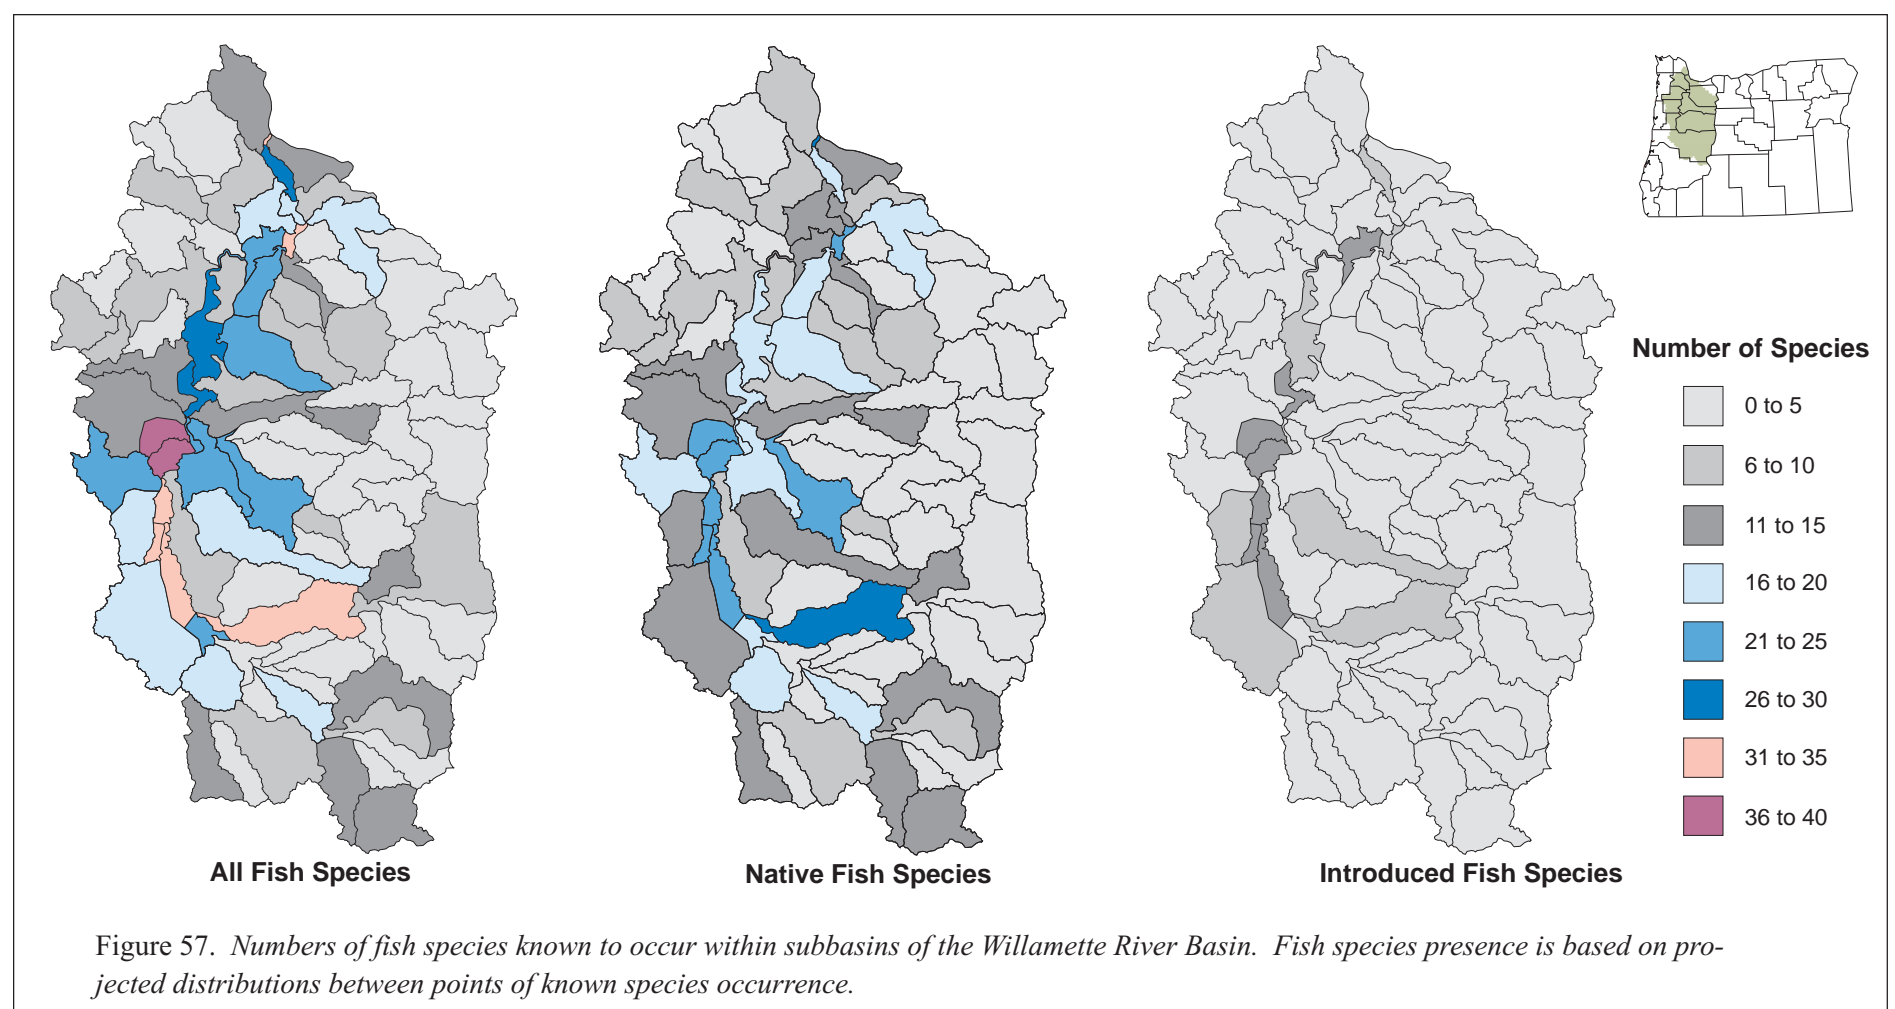 Number of Species
0 to 5
6 to 10
11 to 15
16 to 20
21 to 25
26 to 30
31 to 35
36 to 40
All Fish Species
Native Fish Species
Introduced Fish Species
Figure 57. Numbers of fish species known to occur within subbasins of the Willamette River Basin. Fish species presence is based on pro-
jected distributions between points of known species occurrence.